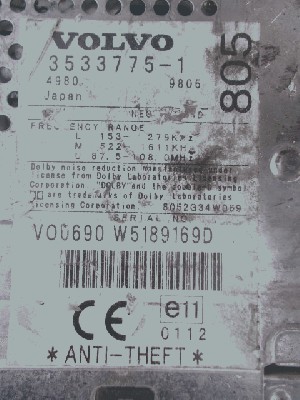 VOLVO
3533775-1
4980 9805
Japan
805
FREQUENCY RANGE
L 153- 279KHz
M 522- 1611KHz
L 87.5-108.0MHz
Dolby noise reduction manufactured under
license from Dolby Laboratories Licensing
Corporation "DOLBY" and the double-D symbol
are trademarks of Dolby Laboratories
Licensing Corporation. S052334W069
SERIAL NO
VO0690 W5189169D
CE e11
0112
*ANTI-THEFT*